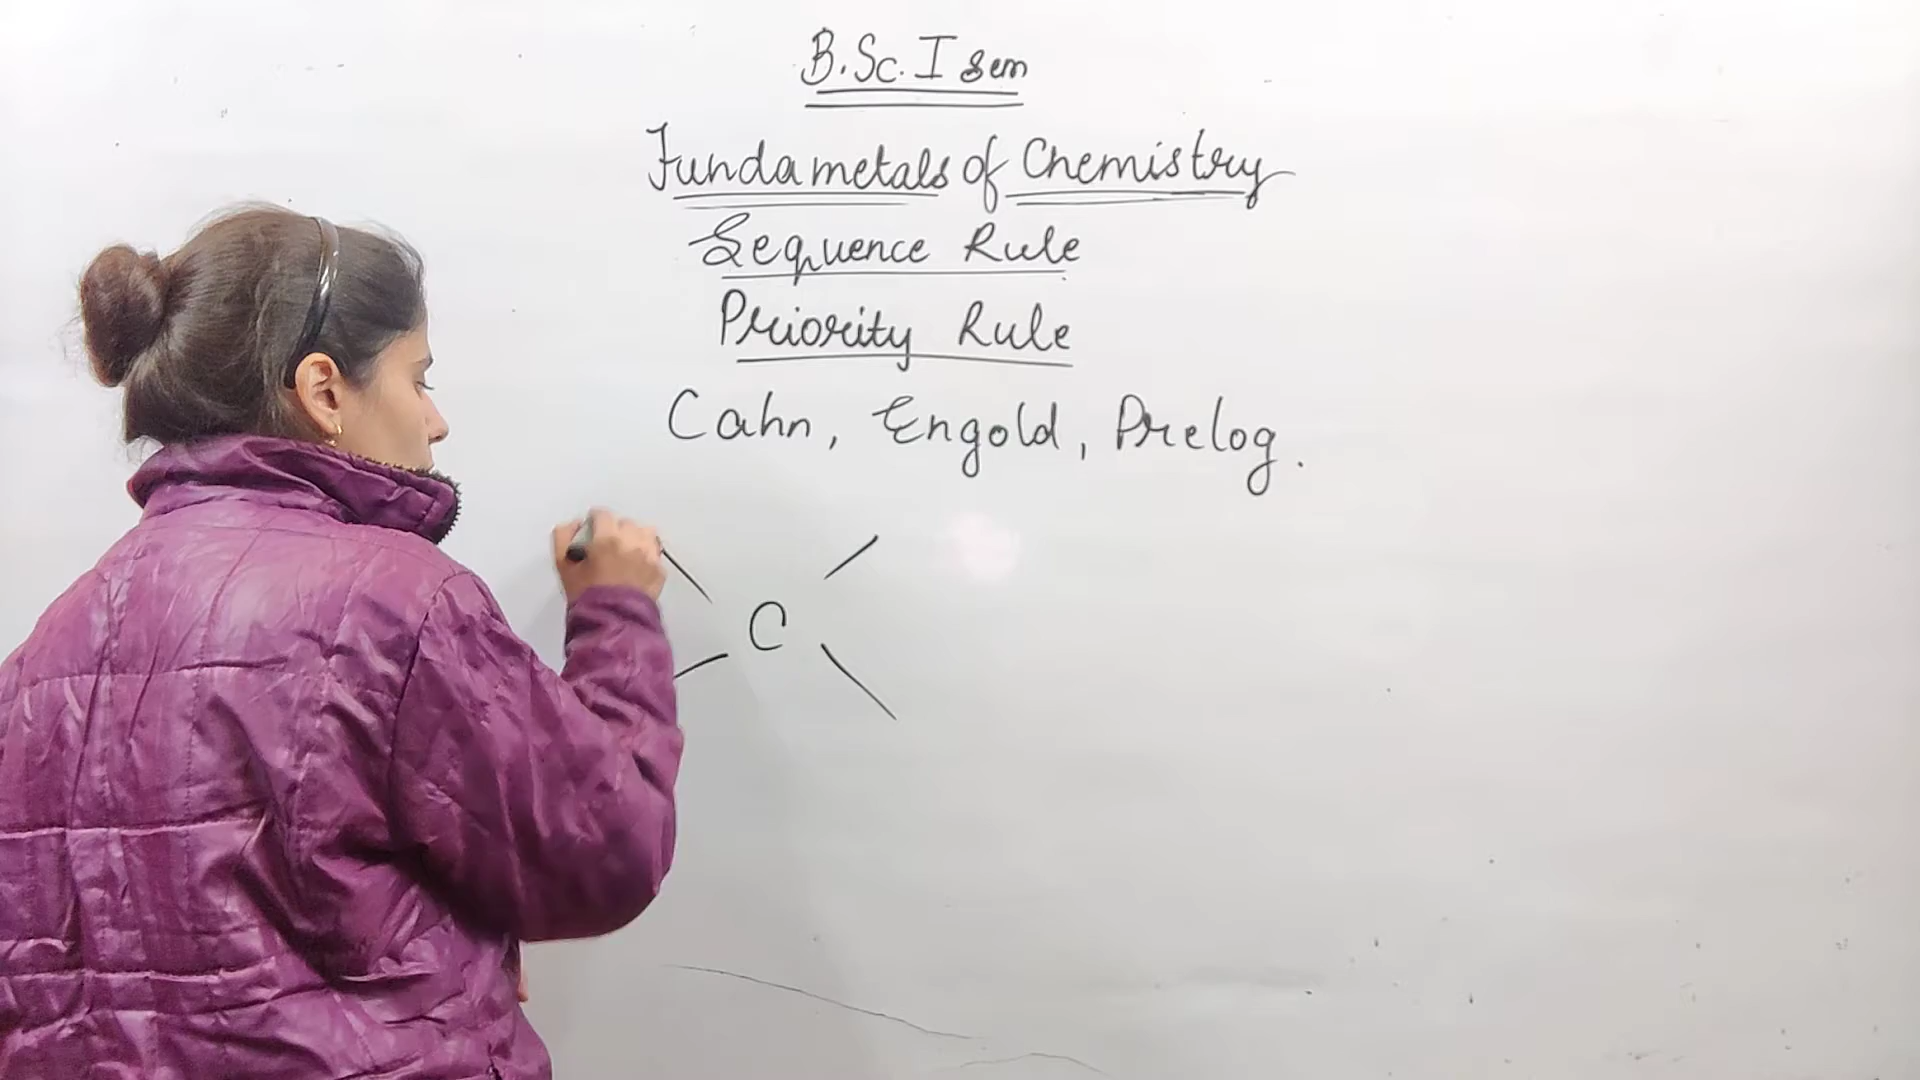 B.Sc. I sem
Fundametals of Chemistry
Sequence Rule
Priority Rule
Cahn, Engold, Prelog.
C